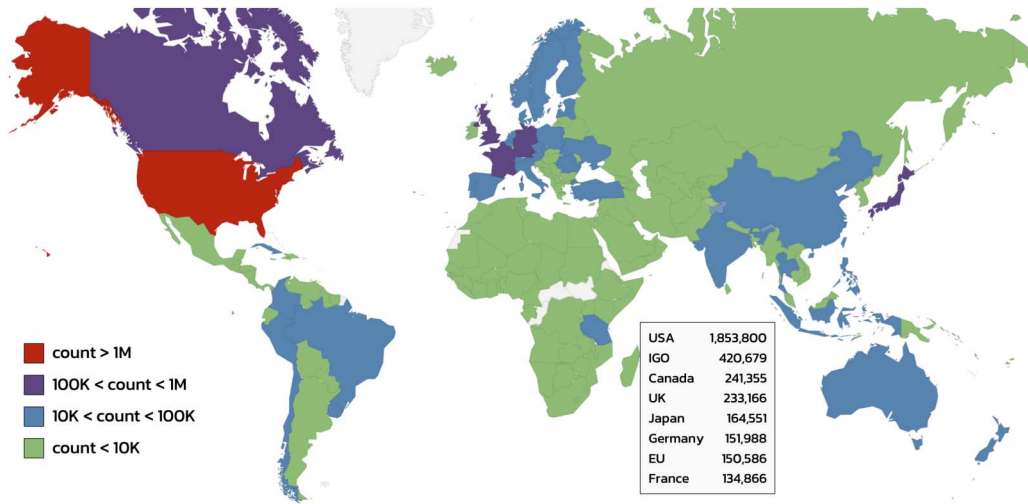 count > 1M
100K < count < 1M
10K < count < 100K
count < 10K
USA 1,853,800
IGO 420,679
Canada 241,355
UK 233,166
Japan 164,551
Germany 151,988
EU 150,586
France 134,866